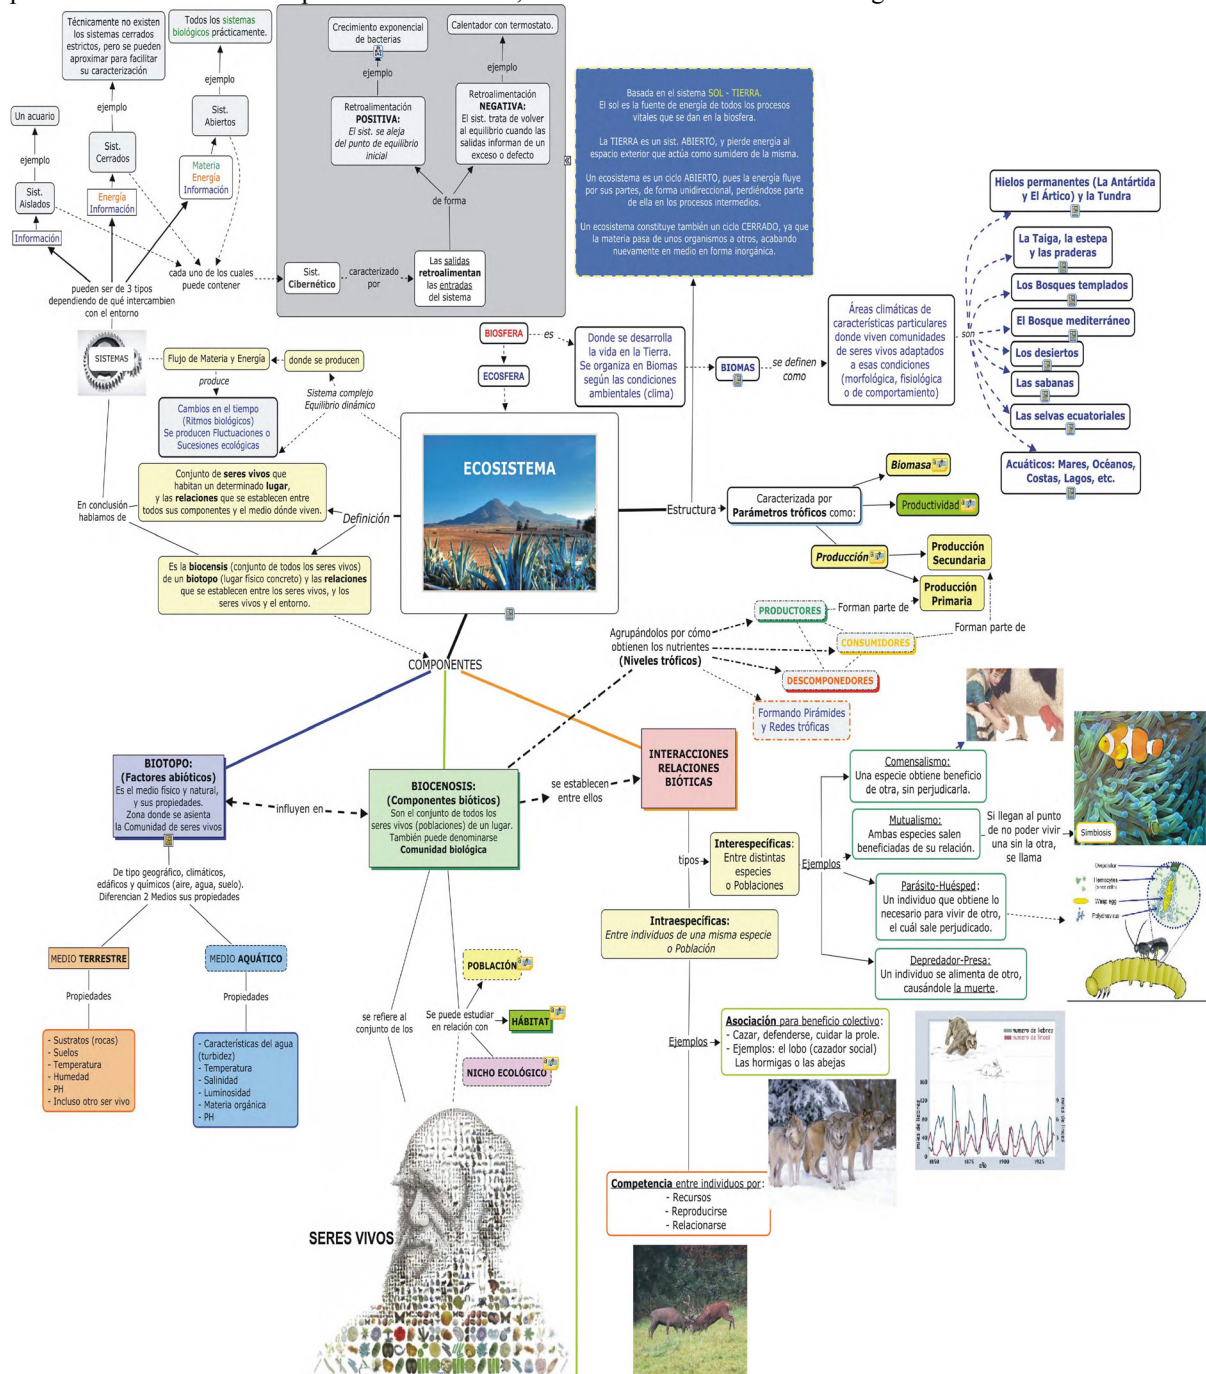 Técnicamente no existen
los sistemas cerrados
estrictos, pero se pueden
aproximar para facilitar
su caracterización
Todos los sistemas
biológicos prácticamente.
ejemplo
ejemplo
Un acuario
ejemplo
Sist.
Aislados
Información
Sist.
Cerrados
Energía
Información
Sist.
Abiertos
Materia
Energía
Información
pueden ser de 3 tipos
dependiendo de qué intercambien
con el entorno
cada uno de los cuales
puede contener
Crecimiento exponencial
de bacterias
ejemplo
Retroalimentación
POSITIVA:
El sist. se aleja
del punto de equilibrio
inicial
Calentador con termostato.
ejemplo
Retroalimentación
NEGATIVA:
El sist. trata de volver
al equilibrio cuando las
salidas informan de un
exceso o defecto
de forma
Sist.
Cibernético
caracterizado
por
Las salidas
retroalimentan
las entradas
del sistema
Basada en el sistema SOL - TIERRA.
El sol es la fuente de energía de todos los procesos
vitales que se dan en la biosfera.
La TIERRA es un sist. ABIERTO, y pierde energía al
espacio exterior que actúa como sumidero de la misma.
Un ecosistema es un ciclo ABIERTO, pues la energía fluye
por sus partes, de forma unidireccional, perdiéndose parte
de ella en los procesos intermedios.
Un ecosistema constituye también un ciclo CERRADO, ya que
la materia pasa de unos organismos a otros, acabando
nuevamente en medio en forma inorgánica.
SISTEMAS
Flujo de Materia y Energía
donde se producen
produce
Sistema complejo
Equilibrio dinámico
Cambios en el tiempo
(Ritmos biológicos)
Se producen Fluctuaciones o
Sucesiones ecológicas
BIOSFERA
es
ECOSFERA
Donde se desarrolla
la vida en la Tierra.
Se organiza en Biomas
según las condiciones
ambientales (clima)
BIOMAS
se definen
como
Áreas climáticas de
características particulares
donde viven comunidades
de seres vivos adaptados
a esas condiciones
(morfológica, fisiológica
o de comportamiento)
son
Hielos permanentes (La Antártida
y El Ártico) y la Tundra
La Taiga, la estepa
y las praderas
Los Bosques templados
El Bosque mediterráneo
Los desiertos
Las sabanas
Las selvas ecuatoriales
Acuáticos: Mares, Océanos,
Costas, Lagos, etc.
En conclusión
hablamos de
Conjunto de seres vivos que
habitan un determinado lugar,
y las relaciones que se establecen entre
todos sus componentes y el medio dónde viven.
Definición
Es la biocensis (conjunto de todos los seres vivos)
de un biotopo (lugar físico concreto) y las relaciones
que se establecen entre los seres vivos, y los
seres vivos y el entorno.
ECOSISTEMA
Estructura
Caracterizada por
Parámetros tróficos como:
Biomasa
Productividad
Producción
Producción
Secundaria
Producción
Primaria
Agrupándolos por cómo
obtienen los nutrientes
(Niveles tróficos)
PRODUCTORES
Forman parte de
CONSUMIDORES
Forman parte de
DESCOMPONEDORES
Formando Pirámides
y Redes tróficas
COMPONENTES
BIOTOPO:
(Factores abióticos)
Es el medio físico y natural,
y sus propiedades.
Zona donde se asienta
la Comunidad de seres vivos
influyen en
BIOCENOSIS:
(Componentes bióticos)
Son el conjunto de todos los
seres vivos (poblaciones) de un lugar.
También puede denominarse
Comunidad biológica
se establecen
entre ellos
INTERACCIONES
RELACIONES
BIÓTICAS
De tipo geográfico, climáticos,
edáficos y químicos (aire, agua, suelo).
Diferencian 2 Medios sus propiedades
MEDIO TERRESTRE
Propiedades
- Sustratos (rocas)
- Suelos
- Temperatura
- Humedad
- PH
- Incluso otro ser vivo
MEDIO AQUÁTICO
Propiedades
- Características del agua
(turbidez)
- Temperatura
- Salinidad
- Luminosidad
- Materia orgánica
- PH
se refiere al
conjunto de los
Se puede estudiar
en relación con
POBLACIÓN
HÁBITAT
NICHO ECOLÓGICO
SERES VIVOS
tipos
Interespecíficas:
Entre distintas
especies
o Poblaciones
Ejemplos
Comensalismo:
Una especie obtiene beneficio
de otra, sin perjudicarla.
Mutualismo:
Ambas especies salen
beneficiadas de su relación.
Si llegan al punto
de no poder vivir
una sin la otra,
se llama
Simbiosis
Parásito-Huésped:
Un individuo que obtiene lo
necesario para vivir de otro,
el cuál sale perjudicado.
Depredador-Presa:
Un individuo se alimenta de otro,
causándole la muerte.
Ovipositor
Hemocytes
Wasp egg
Polydnavirus
Intraespecíficas:
Entre individuos de una misma especie
o Población
Ejemplos
Asociación para beneficio colectivo:
- Cazar, defenderse, cuidar la prole.
- Ejemplos: el lobo (cazador social)
Las hormigas o las abejas
numero de liebres
numero de linces
miles de liebres
160
120
80
40
0
1850
1875
1900
1925
año
Competencia entre individuos por:
- Recursos
- Reproducirse
- Relacionarse